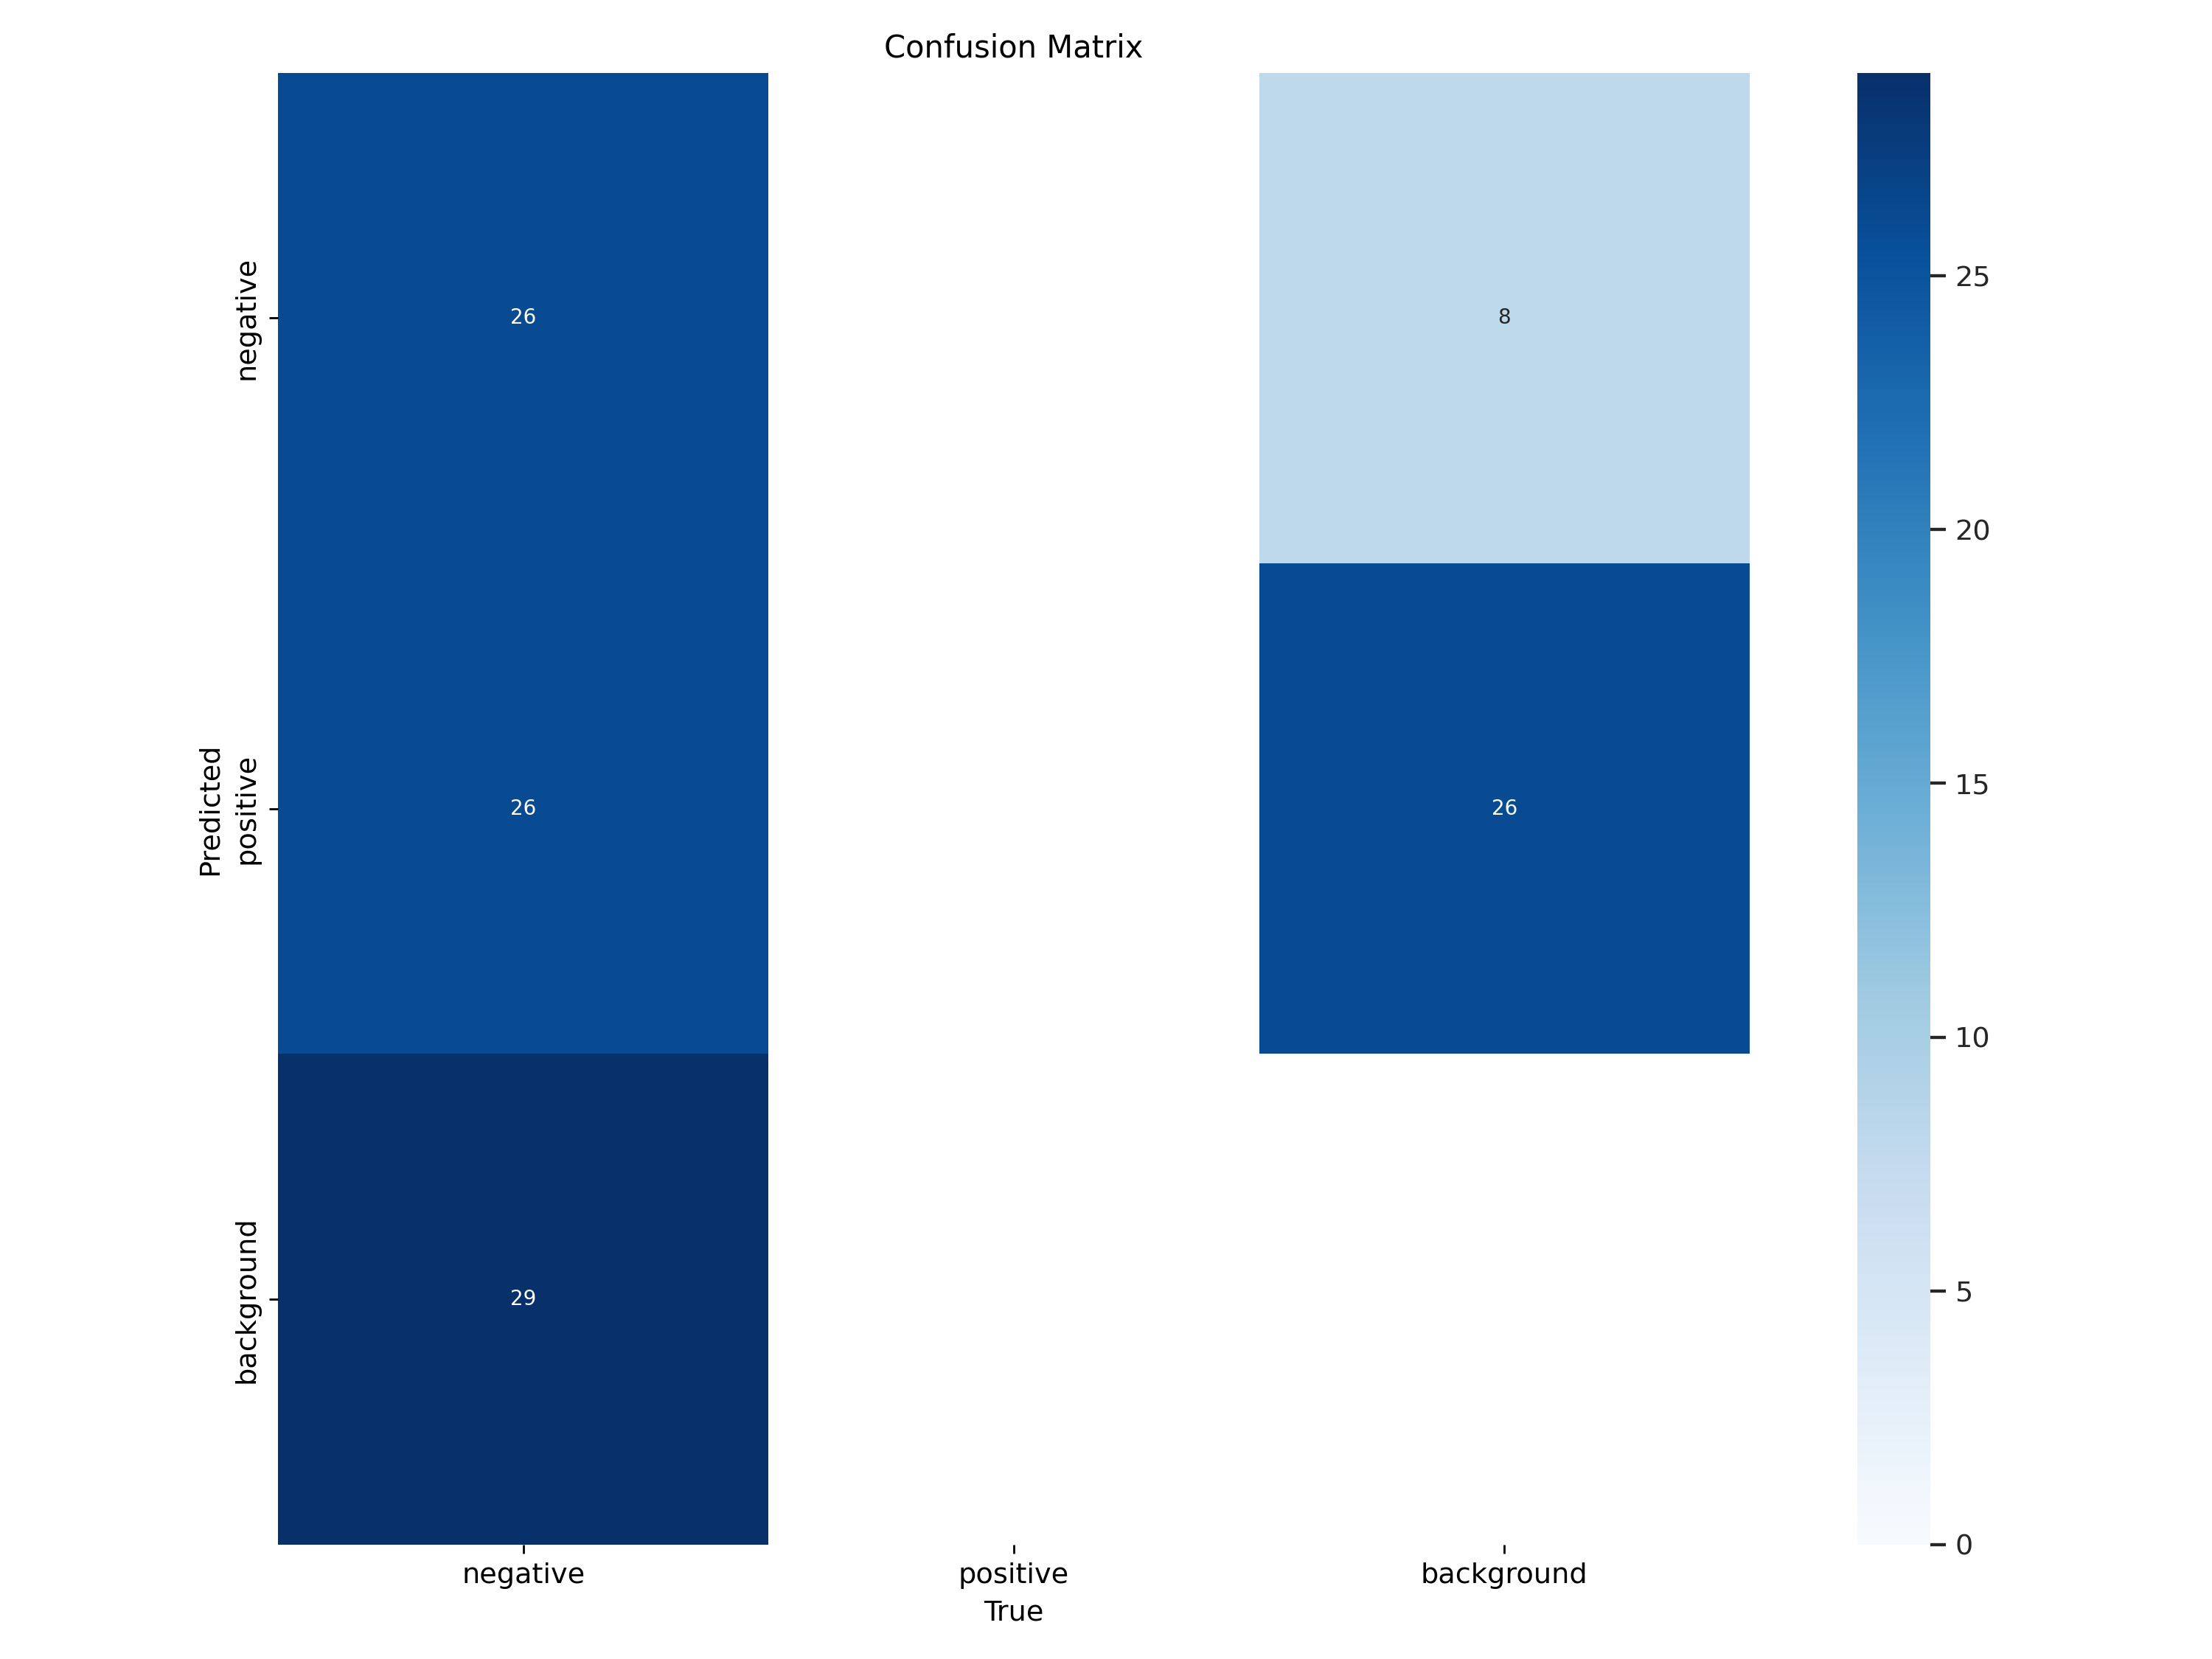 Confusion Matrix
negative
26
8
25
20
Predicted
positive
26
26
15
10
background
29
5
0
negative
positive
background
True